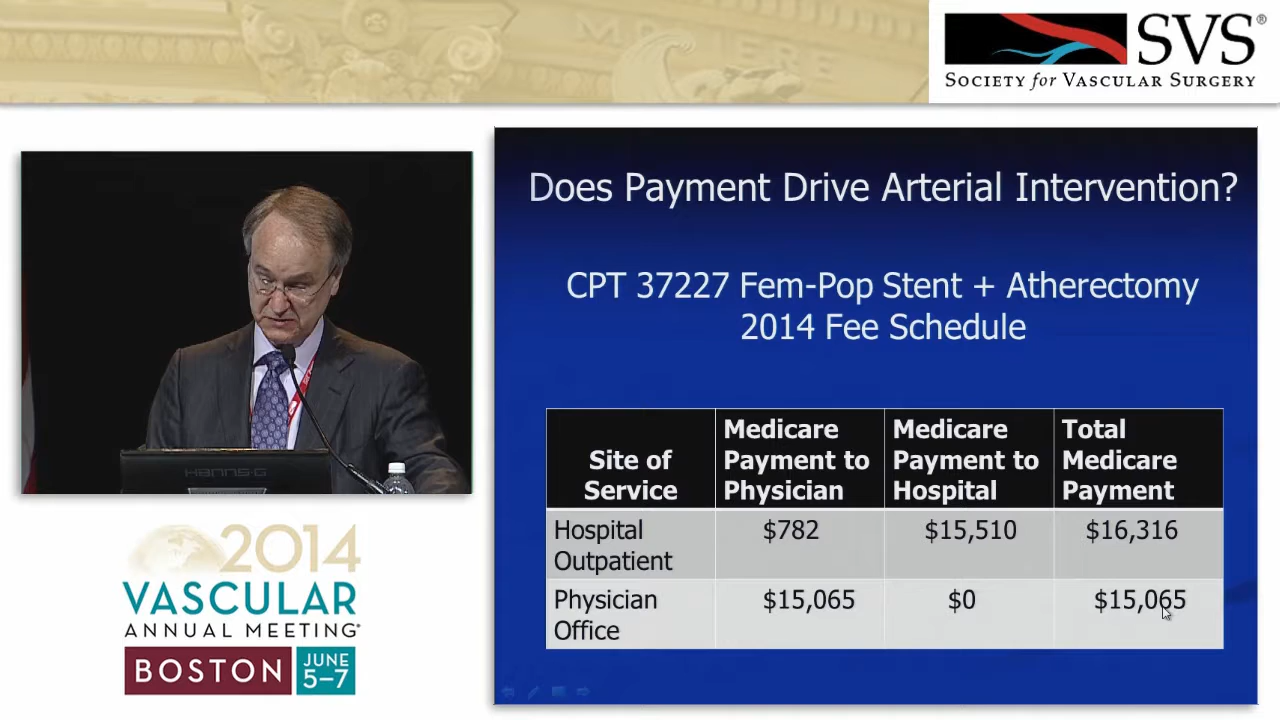 SVS®
SOCIETY for VASCULAR SURGERY
Does Payment Drive Arterial Intervention?
CPT 37227 Fem-Pop Stent + Atherectomy
2014 Fee Schedule
Site of
Service
Medicare
Payment to
Physician
Medicare
Payment to
Hospital
Total
Medicare
Payment
Hospital
Outpatient
$782
$15,510
$16,316
Physician
Office
$15,065
$0
$15,065
HANNS-G
2014
VASCULAR
ANNUAL MEETING
BOSTON
JUNE
5–7